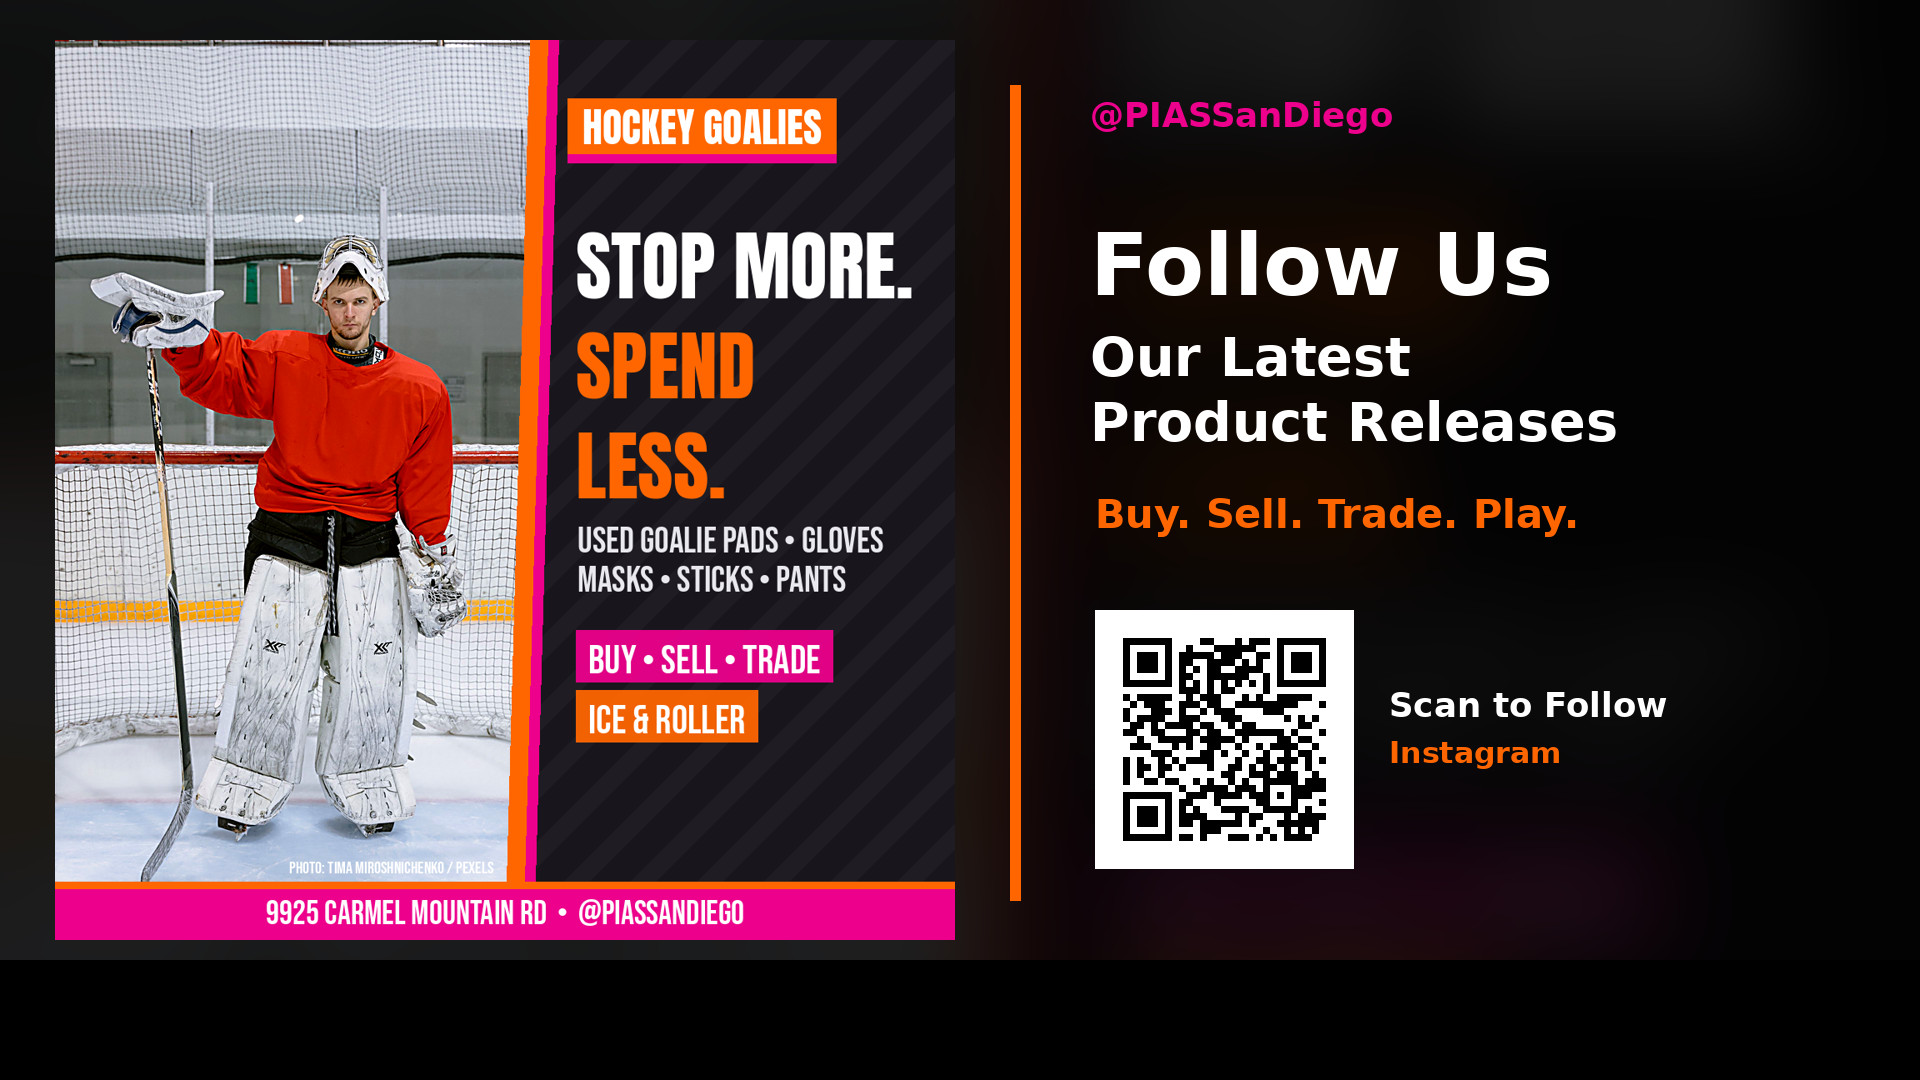 HOCKEY GOALIES
STOP MORE.
SPEND
LESS.
USED GOALIE PADS • GLOVES
MASKS • STICKS • PANTS
BUY • SELL • TRADE
ICE & ROLLER
PHOTO: TIMA MIROSHNICHENKO / PEXELS
9925 CARMEL MOUNTAIN RD • @PIASSANDIEGO
@PIASSanDiego
Follow Us
Our Latest
Product Releases
Buy. Sell. Trade. Play.
Scan to Follow
Instagram